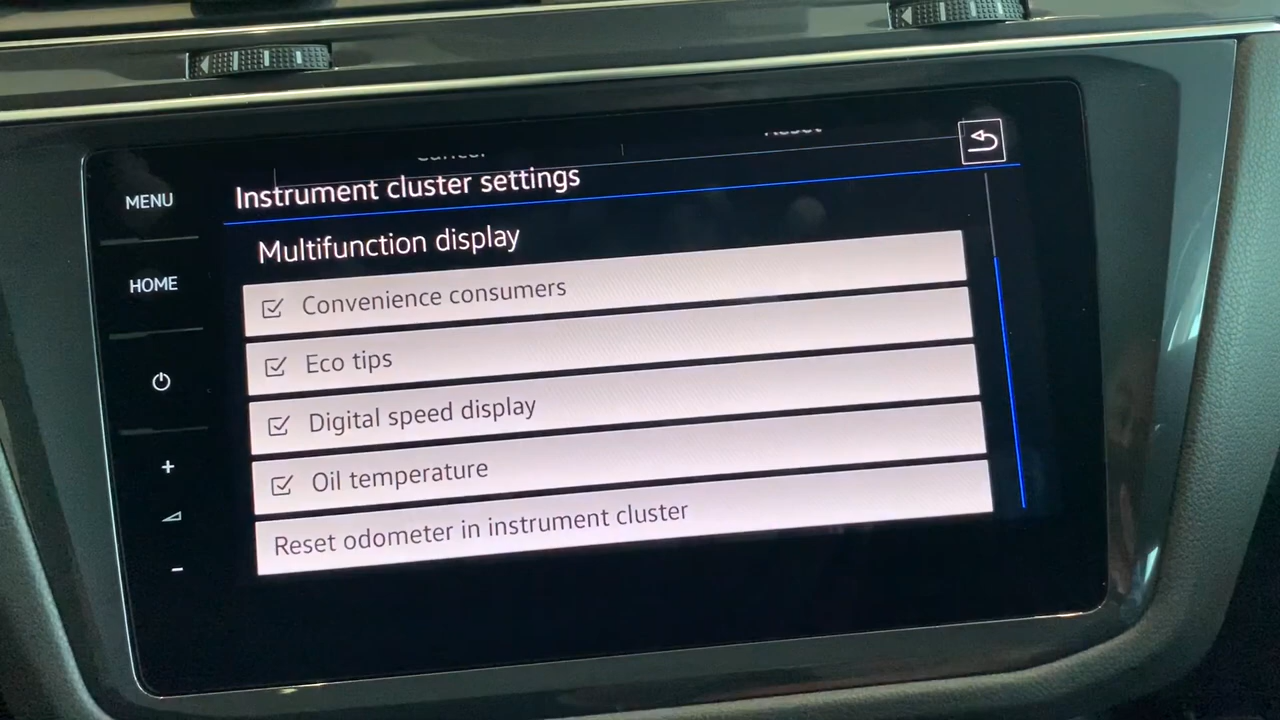 MENU
HOME
Instrument cluster settings
Multifunction display
Convenience consumers
Eco tips
Digital speed display
Oil temperature
Reset odometer in instrument cluster
+
-